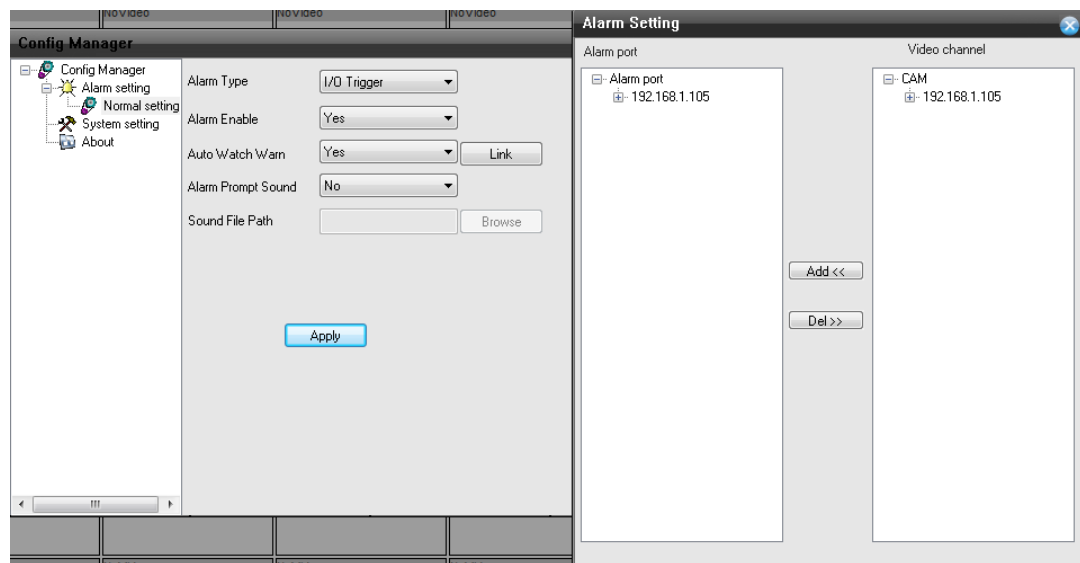 NoVideo
NoVideo
NoVideo
Config Manager
Config Manager
Alarm setting
Normal setting
System setting
About
Alarm Type
I/O Trigger
Alarm Enable
Yes
Auto Watch Warn
Yes
Link
Alarm Prompt Sound
No
Sound File Path
Browse
Apply
Alarm Setting
Alarm port
Video channel
Alarm port
192.168.1.105
CAM
192.168.1.105
Add <<
Del >>